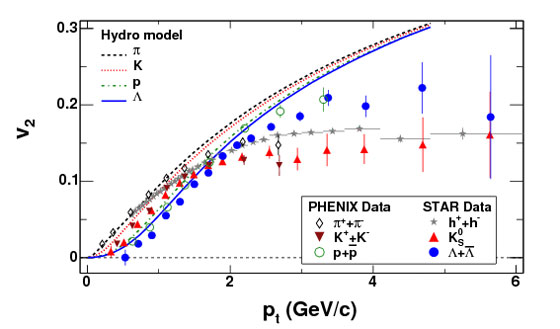 0.3
Hydro model
π
K
p
Λ
0.2
v2
0.1
PHENIX Data STAR Data
π⁺+π⁻ h⁺+h⁻
K⁺+K⁻ K⁰S
p+p̅ Λ+Λ̅
0
0 2 4 6
pt (GeV/c)